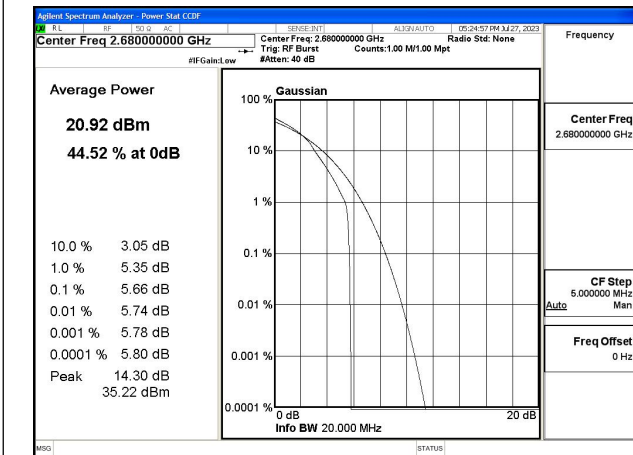 Agilent Spectrum Analyzer - Power Stat CCDF
LXI RL RF 50 Ω AC SENSE:INT ALIGNAUTO 05:24:57 PM Jul 27, 2023
Center Freq 2.680000000 GHz
Center Freq: 2.680000000 GHz Radio Std: None
Trig: RF Burst Counts:1.00 M/1.00 Mpt
#IFGain:Low #Atten: 40 dB
Frequency
Average Power
20.92 dBm
44.52 % at 0dB
10.0 % 3.05 dB
1.0 % 5.35 dB
0.1 % 5.66 dB
0.01 % 5.74 dB
0.001 % 5.78 dB
0.0001 % 5.80 dB
Peak 14.30 dB
35.22 dBm
Gaussian
100 %
10 %
1 %
0.1 %
0.01 %
0.001 %
0.0001 %
0 dB 20 dB
Info BW 20.000 MHz
Center Freq
2.680000000 GHz
CF Step
5.000000 MHz
Auto Man
Freq Offset
0 Hz
MSG STATUS